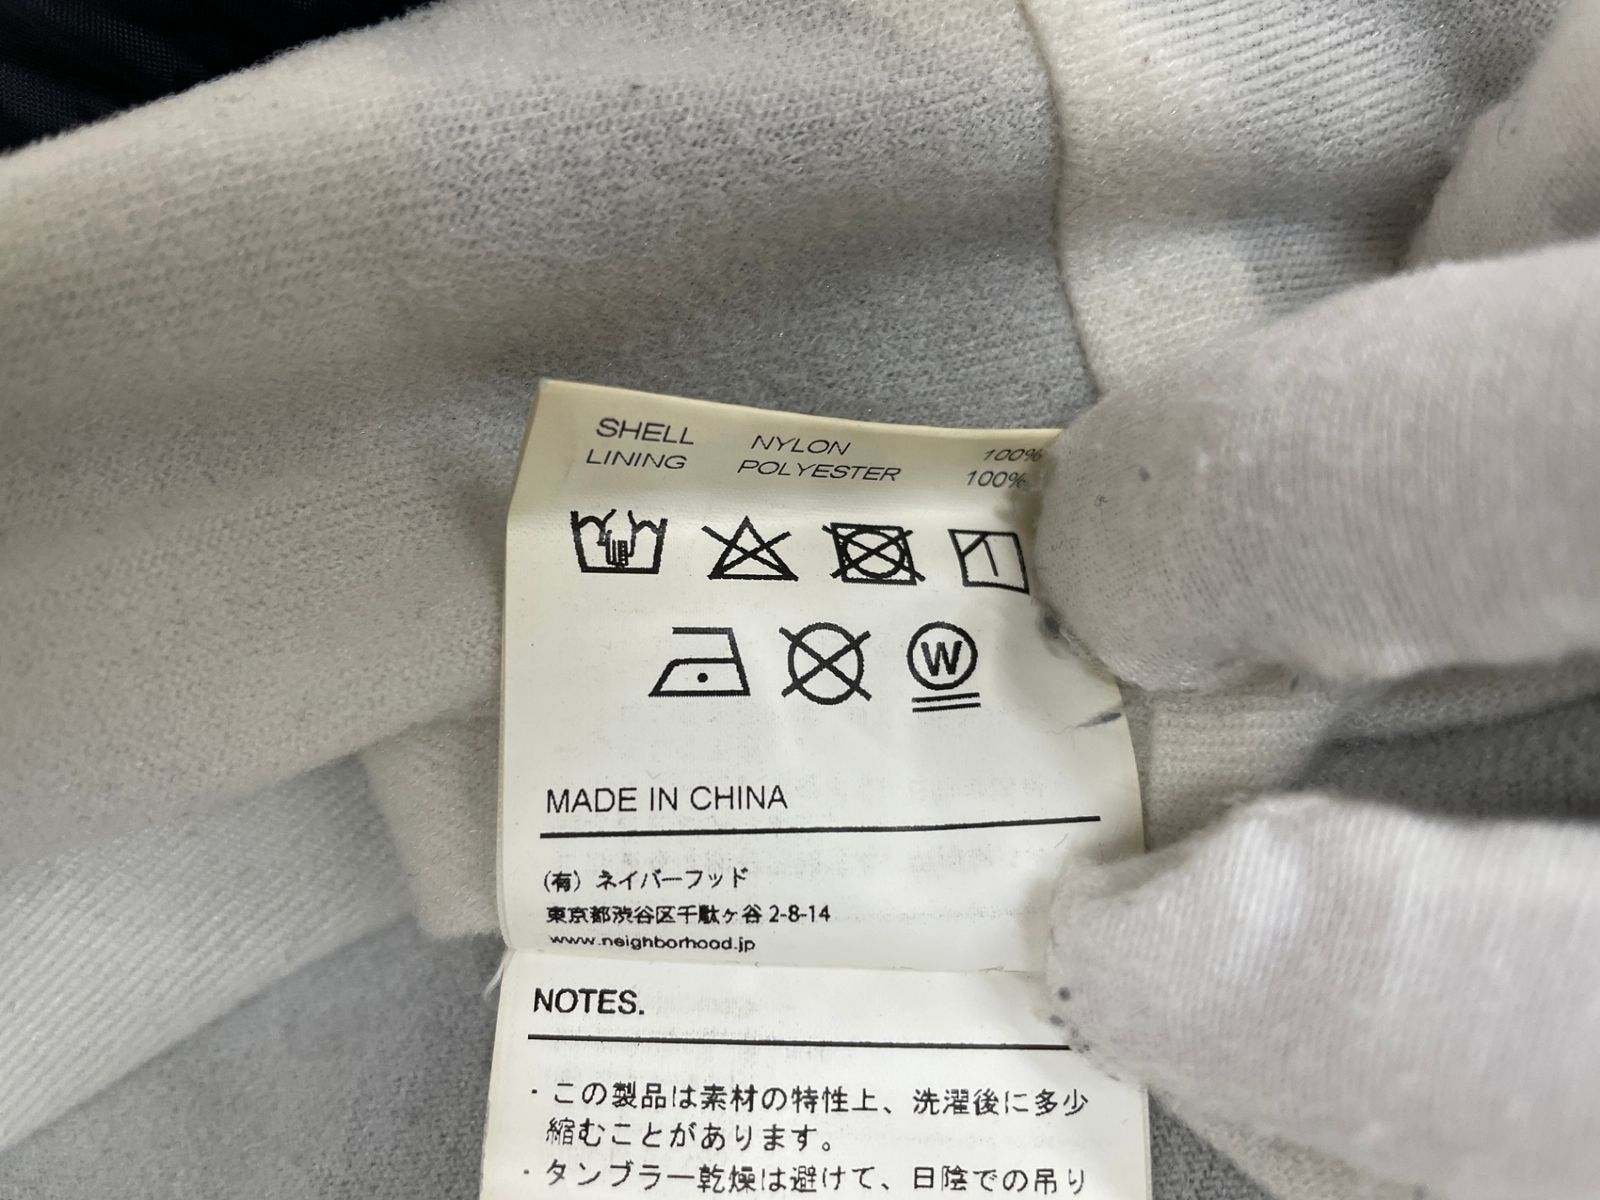 SHELL NYLON 100%
LINING POLYESTER 100%
W
MADE IN CHINA
(有) ネイバーフッド
東京都渋谷区千駄ヶ谷 2-8-14
www.neighborhood.jp
NOTES.
・この製品は素材の特性上、洗濯後に多少
縮むことがあります。
・タンブラー乾燥は避けて、日陰での吊り